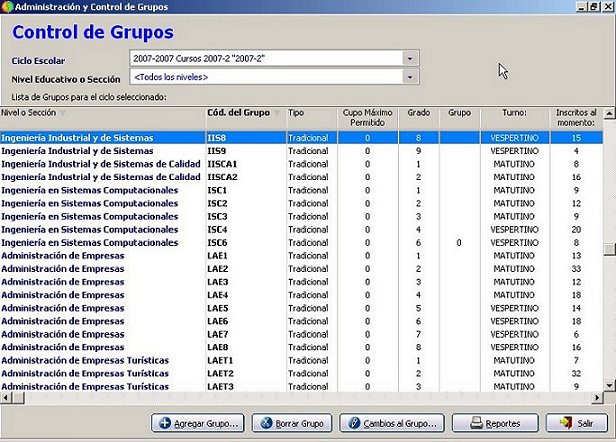 Administración y Control de Grupos
Control de Grupos
Ciclo Escolar 2007-2007 Cursos 2007-2 "2007-2"
Nivel Educativo o Sección <Todos los niveles>
Lista de Grupos para el ciclo seleccionado:
Nivel o Sección Cód. del Grupo Tipo Cupo Máximo Permitido Grado Grupo Turno: Inscritos al momento:
Ingeniería Industrial y de Sistemas IIS8 Tradicional 0 8 VESPERTINO 15
Ingeniería Industrial y de Sistemas IIS9 Tradicional 0 9 VESPERTINO 4
Ingeniería Industrial y de Sistemas de Calidad IISCA1 Tradicional 0 1 MATUTINO 8
Ingeniería Industrial y de Sistemas de Calidad IISCA2 Tradicional 0 2 MATUTINO 16
Ingeniería en Sistemas Computacionales ISC1 Tradicional 0 1 MATUTINO 9
Ingeniería en Sistemas Computacionales ISC2 Tradicional 0 2 MATUTINO 12
Ingeniería en Sistemas Computacionales ISC3 Tradicional 0 3 MATUTINO 9
Ingeniería en Sistemas Computacionales ISC4 Tradicional 0 4 VESPERTINO 20
Ingeniería en Sistemas Computacionales ISC6 Tradicional 0 6 0 VESPERTINO 8
Administración de Empresas LAE1 Tradicional 0 1 MATUTINO 13
Administración de Empresas LAE2 Tradicional 0 2 MATUTINO 33
Administración de Empresas LAE3 Tradicional 0 3 MATUTINO 12
Administración de Empresas LAE4 Tradicional 0 4 MATUTINO 18
Administración de Empresas LAE5 Tradicional 0 5 VESPERTINO 14
Administración de Empresas LAE6 Tradicional 0 6 VESPERTINO 18
Administración de Empresas LAE7 Tradicional 0 7 VESPERTINO 6
Administración de Empresas LAE8 Tradicional 0 8 VESPERTINO 16
Administración de Empresas Turísticas LAET1 Tradicional 0 1 MATUTINO 7
Administración de Empresas Turísticas LAET2 Tradicional 0 2 MATUTINO 32
Administración de Empresas Turísticas LAET3 Tradicional 0 3 MATUTINO 9
Agregar Grupo... Borrar Grupo Cambios al Grupo... Reportes Salir